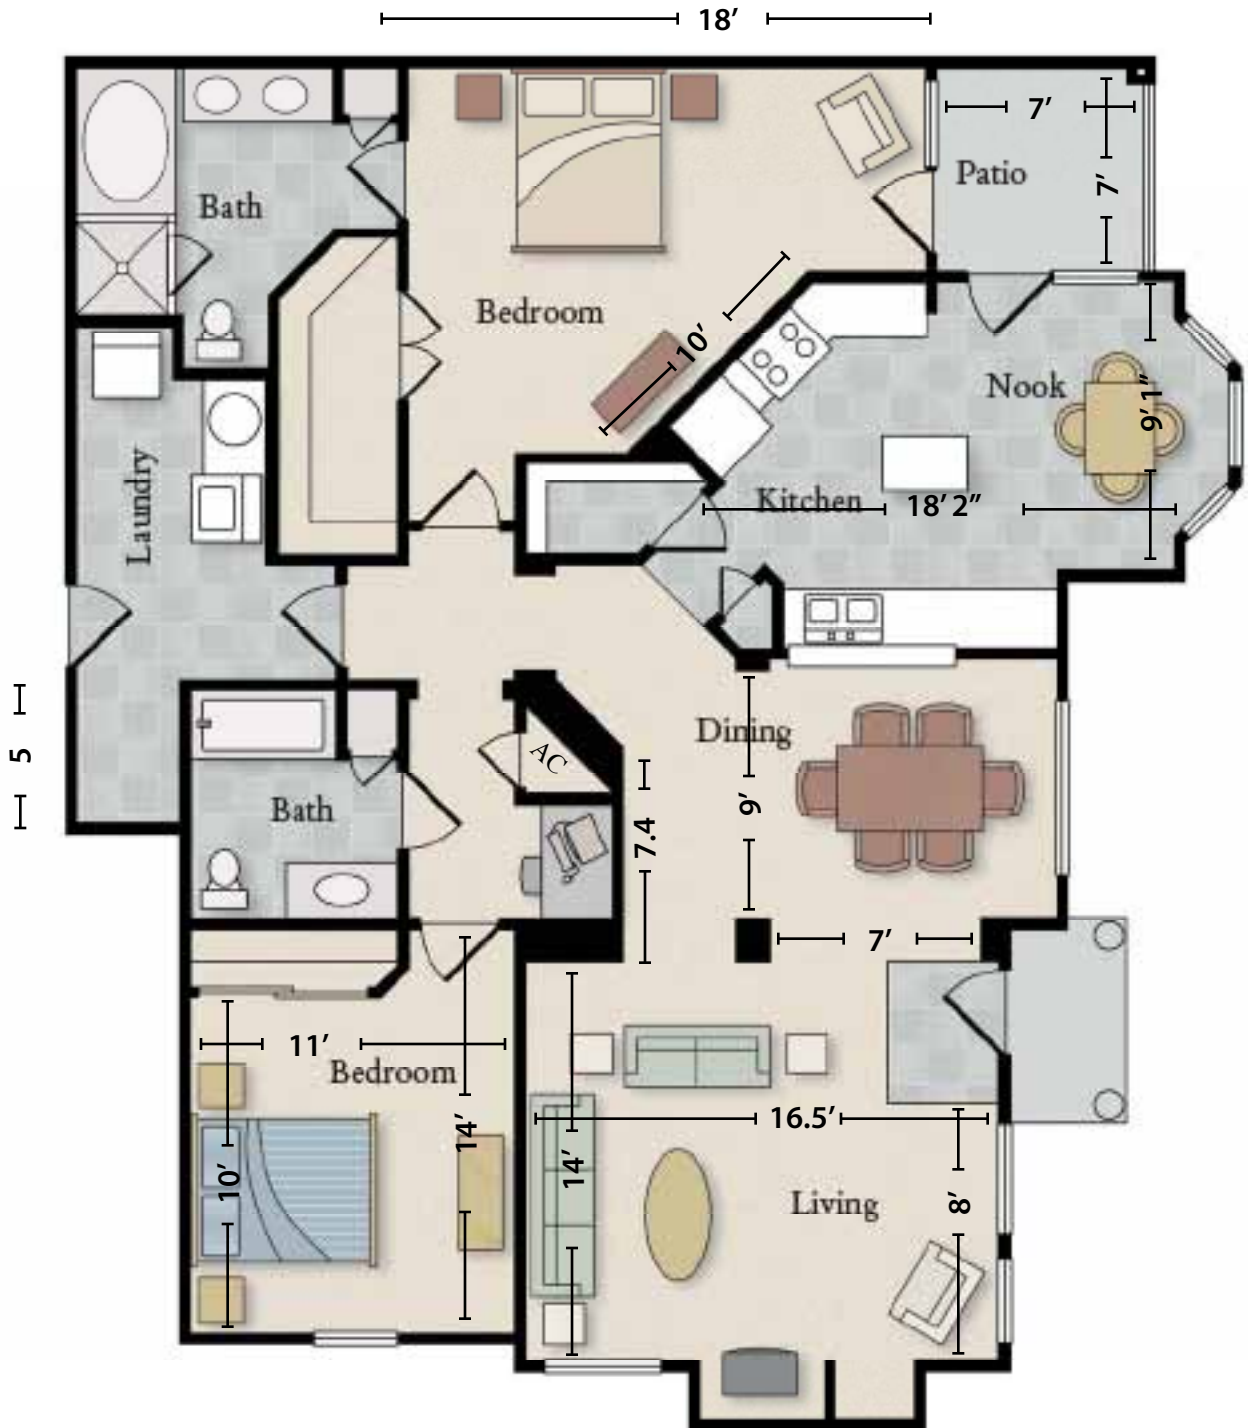 18’
7’
Patio
7’
Bath
Bedroom
10’
Nook
9’ 1”
Kitchen
18’ 2”
Laundry
5
Dining
AC
9’
Bath
7.4
7’
11’
Bedroom
16.5’
14’
14’
10’
Living
8’